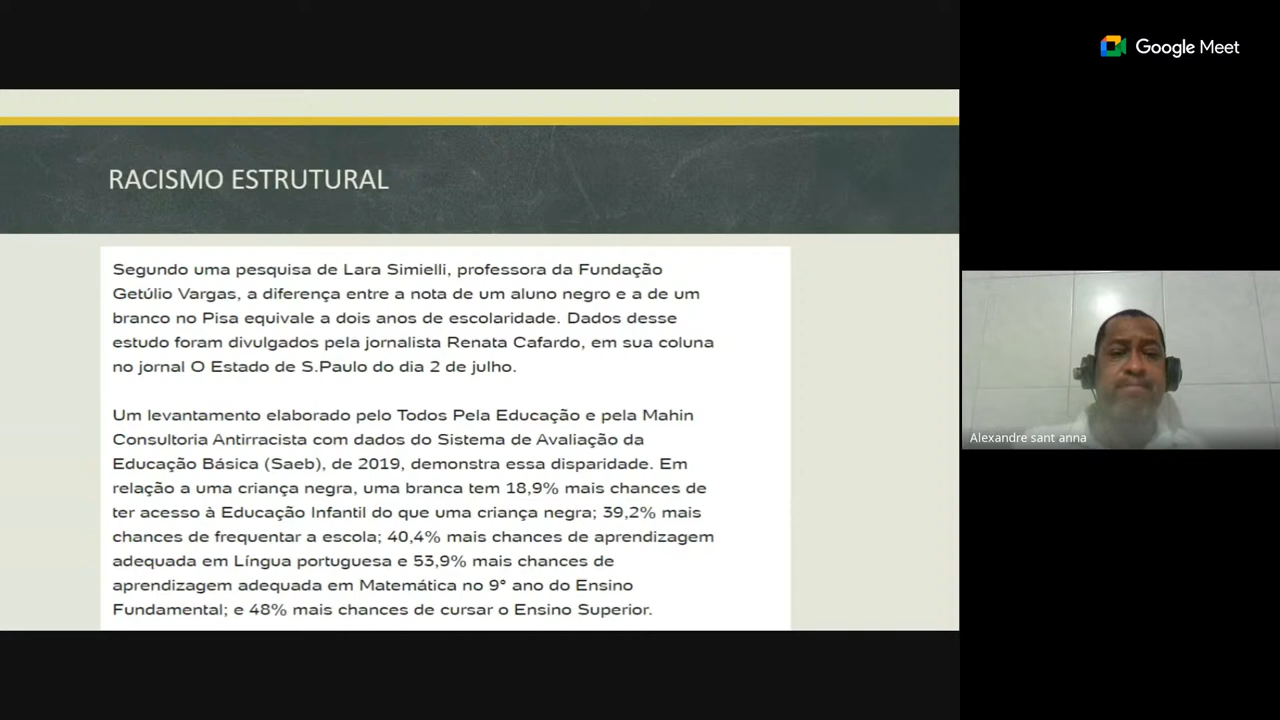 RACISMO ESTRUTURAL
Segundo uma pesquisa de Lara Simielli, professora da Fundação
Getúlio Vargas, a diferença entre a nota de um aluno negro e a de um
branco no Pisa equivale a dois anos de escolaridade. Dados desse
estudo foram divulgados pela jornalista Renata Cafardo, em sua coluna
no jornal O Estado de S.Paulo do dia 2 de julho.
Um levantamento elaborado pelo Todos Pela Educação e pela Mahin
Consultoria Antirracista com dados do Sistema de Avaliação da
Educação Básica (Saeb), de 2019, demonstra essa disparidade. Em
relação a uma criança negra, uma branca tem 18,9% mais chances de
ter acesso à Educação Infantil do que uma criança negra; 39,2% mais
chances de frequentar a escola; 40,4% mais chances de aprendizagem
adequada em Língua portuguesa e 53,9% mais chances de
aprendizagem adequada em Matemática no 9° ano do Ensino
Fundamental; e 48% mais chances de cursar o Ensino Superior.
Google Meet
Alexandre sant anna